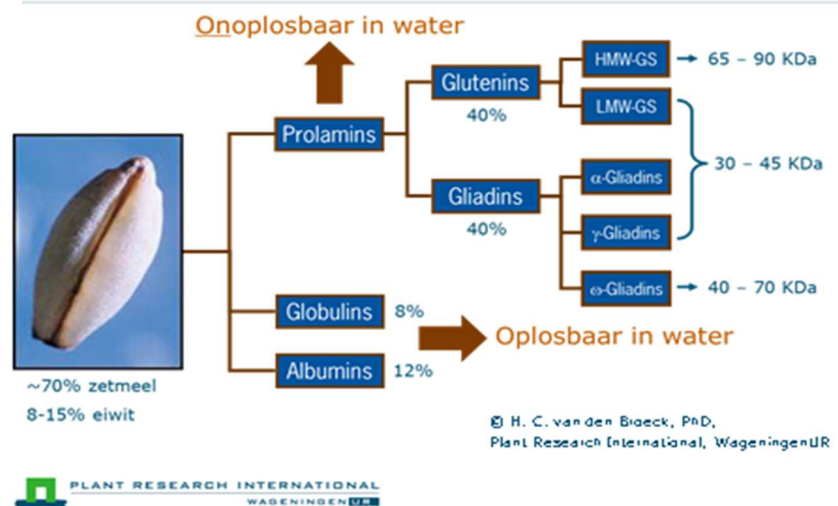 Onoplosbaar in water
HMW-GS
65 – 90 KDa
Glutenins
40%
LMW-GS
Prolamins
30 – 45 KDa
α-Gliadins
Gliadins
40%
γ-Gliadins
ω-Gliadins
40 – 70 KDa
Globulins
8%
Oplosbaar in water
Albumins
12%
~70% zetmeel
8-15% eiwit
© H. C. van den Broeck, PhD,
Plant Research International, WageningenUR
PLANT RESEARCH INTERNATIONAL
WAGENINGEN UR